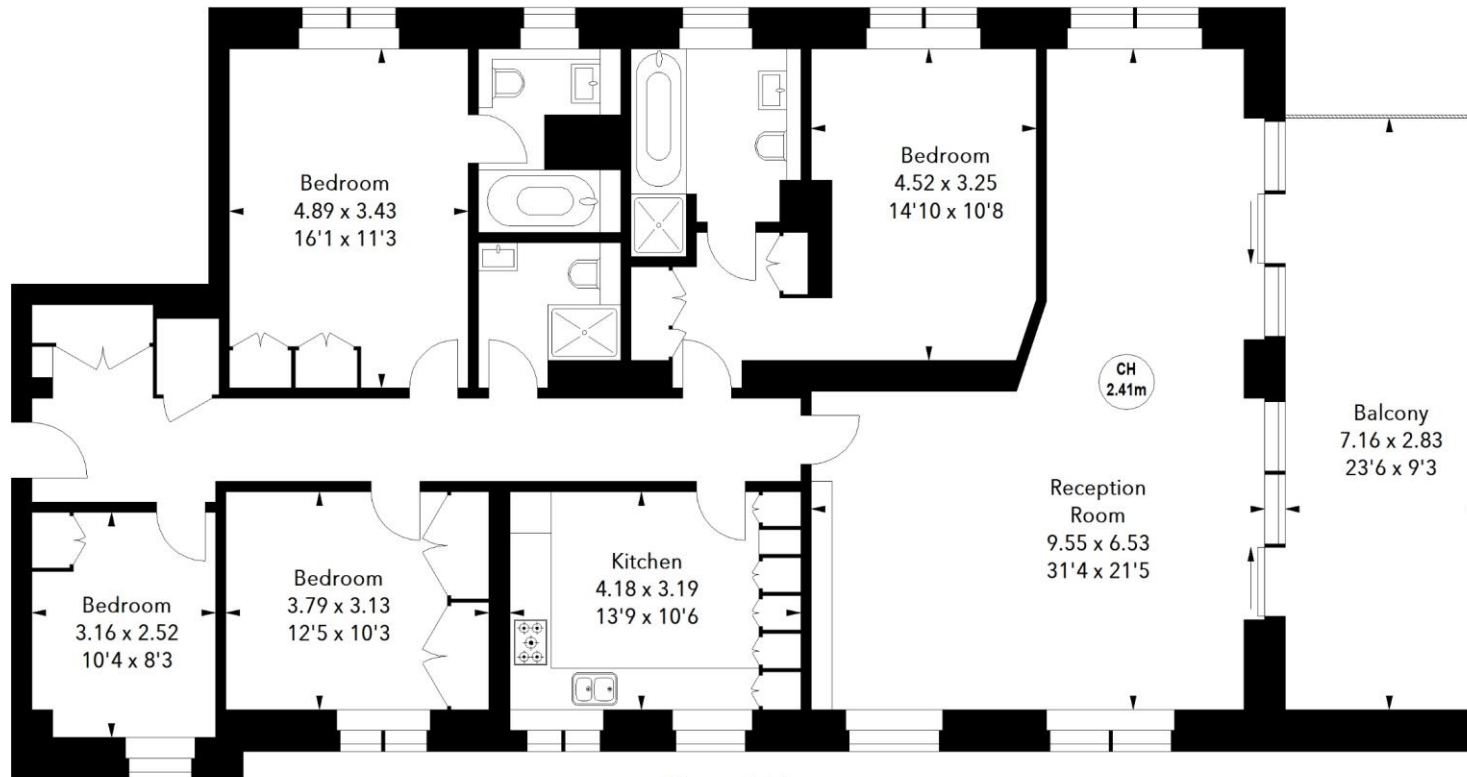 Bedroom
4.89 x 3.43
16'1 x 11'3
Bedroom
4.52 x 3.25
14'10 x 10'8
CH
2.41m
Balcony
7.16 x 2.83
23'6 x 9'3
Reception
Room
9.55 x 6.53
31'4 x 21'5
Kitchen
4.18 x 3.19
13'9 x 10'6
Bedroom
3.79 x 3.13
12'5 x 10'3
Bedroom
3.16 x 2.52
10'4 x 8'3